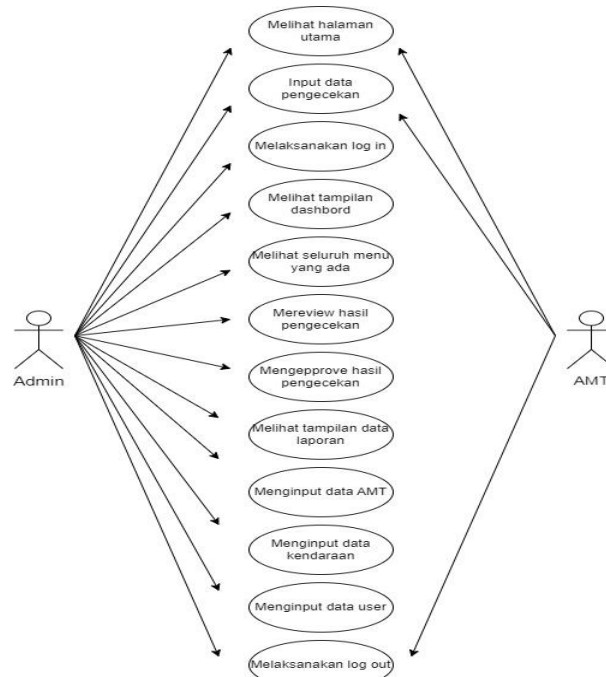 Melihat halaman
utama
Input data
pengecekan
Melaksanakan log in
Melihat tampilan
dashbord
Melihat seluruh menu
yang ada
Mereview hasil
pengecekan
Mengepprove hasil
pengecekan
Melihat tampilan data
laporan
Menginput data AMT
Menginput data
kendaraan
Menginput data user
Melaksanakan log out
Admin
AMT